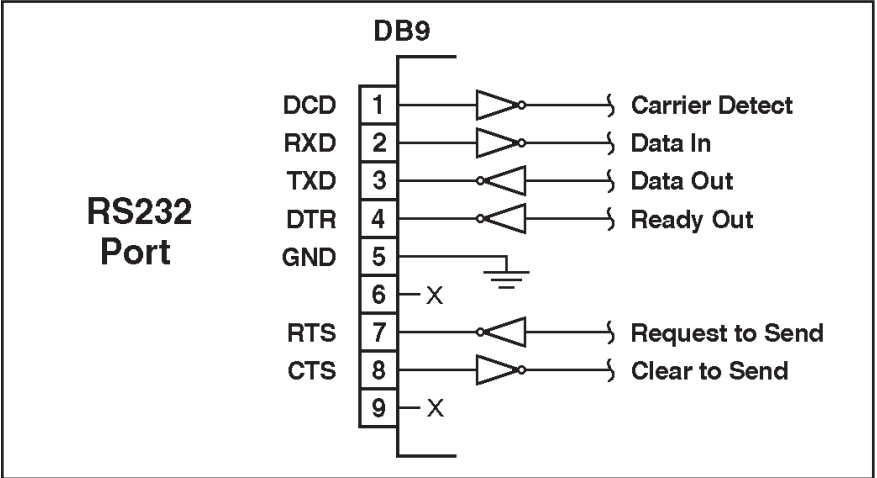 DB9
DCD 1 Carrier Detect
RXD 2 Data In
TXD 3 Data Out
RS232
Port
DTR 4 Ready Out
GND 5
6 X
RTS 7 Request to Send
CTS 8 Clear to Send
9 X